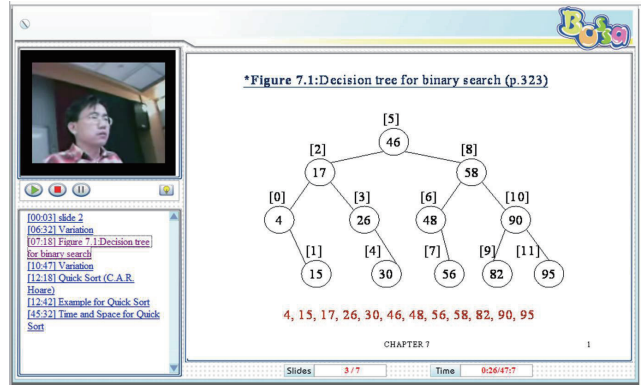 Bosa
*Figure 7.1:Decision tree for binary search (p.323)
[5]
46
[2]
[8]
17
58
[0]
[3]
[6]
[10]
4
26
48
90
[1]
[4]
[7]
[9]
[11]
15
30
56
82
95
4, 15, 17, 26, 30, 46, 48, 56, 58, 82, 90, 95
CHAPTER 7
1
[00:03] slide 2
[06:32] Variation
[07:18] Figure 7.1:Decision tree
for binary search
[10:47] Variation
[12:18] Quick Sort (C.A.R.
Hoare)
[12:42] Example for Quick Sort
[45:32] Time and Space for Quick
Sort
Slides
3 / 7
Time
0:26/47:7